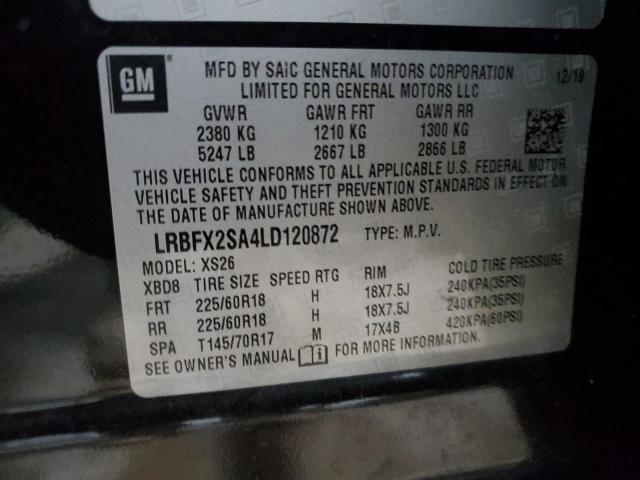 GM
MFD BY SAIC GENERAL MOTORS CORPORATION 12/19
LIMITED FOR GENERAL MOTORS LLC
GVWR GAWR FRT GAWR RR
2380 KG 1210 KG 1300 KG
5247 LB 2667 LB 2866 LB
THIS VEHICLE CONFORMS TO ALL APPLICABLE U.S. FEDERAL MOTOR
VEHICLE SAFETY AND THEFT PREVENTION STANDARDS IN EFFECT ON
THE DATE OF MANUFACTURE SHOWN ABOVE.
LRBFX2SA4LD120872 TYPE: M.P.V.
MODEL: XS26
XBD8 TIRE SIZE SPEED RTG RIM COLD TIRE PRESSURE
FRT 225/60R18 H 18X7.5J 240KPA(35PSI)
RR 225/60R18 H 18X7.5J 240KPA(35PSI)
SPA T145/70R17 M 17X4B 420KPA(60PSI)
SEE OWNER'S MANUAL FOR MORE INFORMATION.